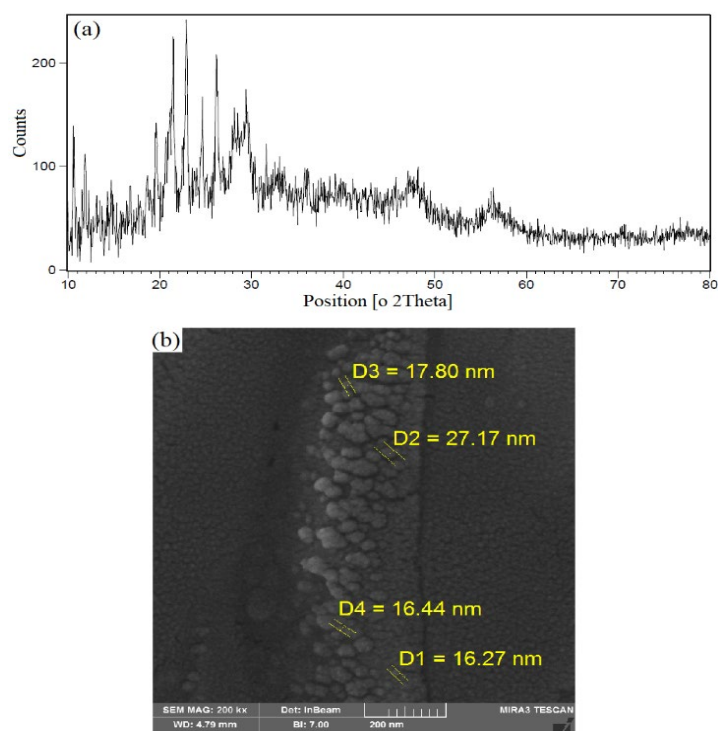 (a)
200
100
0
Counts
10 20 30 40 50 60 70 80
Position [o 2Theta]
(b)
D3 = 17.80 nm
D2 = 27.17 nm
D4 = 16.44 nm
D1 = 16.27 nm
SEM MAG: 200 kx Det: InBeam MIRA3 TESCAN
WD: 4.79 mm BI: 7.00 200 nm